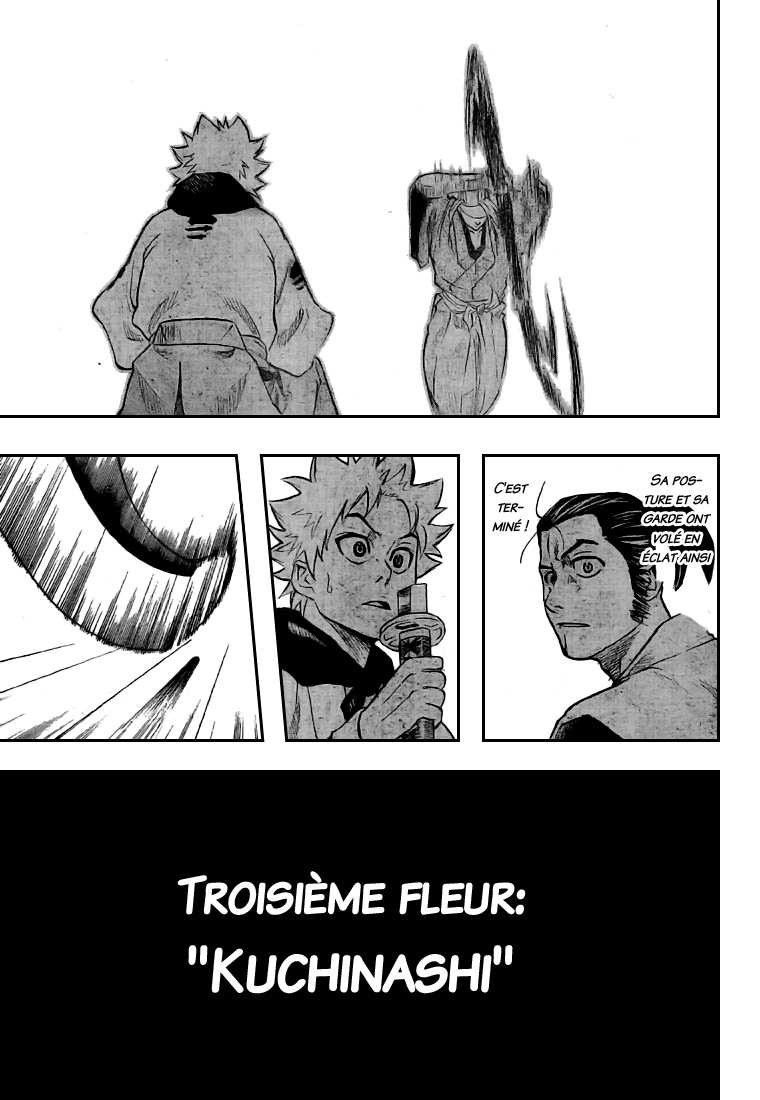 SA POS-
TURE ET SA
GARDE ONT
VOLÉ EN
ÉCLAT AINSI
C'EST
TER-
MINÉ !
TROISIÈME FLEUR:
"KUCHINASHI"